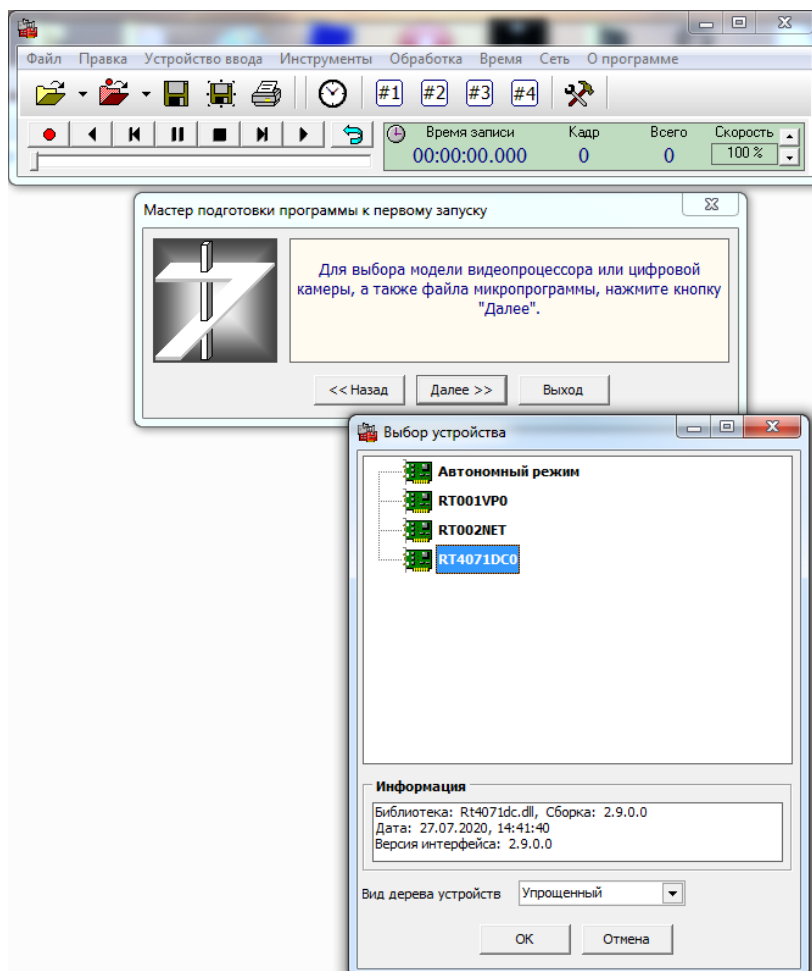 Файл Правка Устройство ввода Инструменты Обработка Время Сеть О программе
#1 #2 #3 #4
Время записи Кадр Всего Скорость
00:00:00.000 0 0 100 %
Мастер подготовки программы к первому запуску
Для выбора модели видеопроцессора или цифровой
камеры, а также файла микропрограммы, нажмите кнопку
"Далее".
<< Назад Далее >> Выход
Выбор устройства
Автономный режим
RT001VP0
RT002NET
RT4071DC0
Информация
Библиотека: Rt4071dc.dll, Сборка: 2.9.0.0
Дата: 27.07.2020, 14:41:40
Версия интерфейса: 2.9.0.0
Вид дерева устройств Упрощенный
ОК Отмена